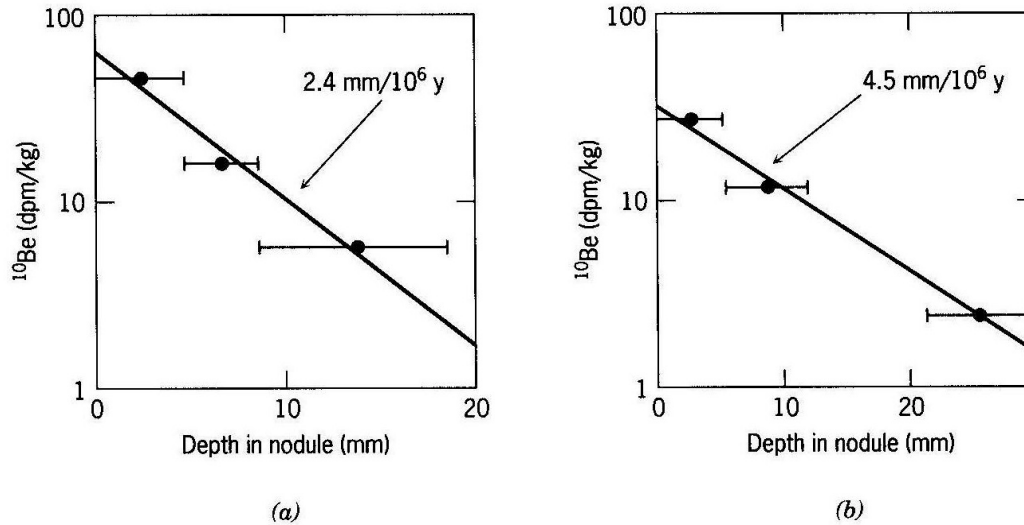 100
10
1
¹⁰Be (dpm/kg)
2.4 mm/10⁶ y
0 10 20
Depth in nodule (mm)
(a)
100
10
1
¹⁰Be (dpm/kg)
4.5 mm/10⁶ y
0 10 20
Depth in nodule (mm)
(b)